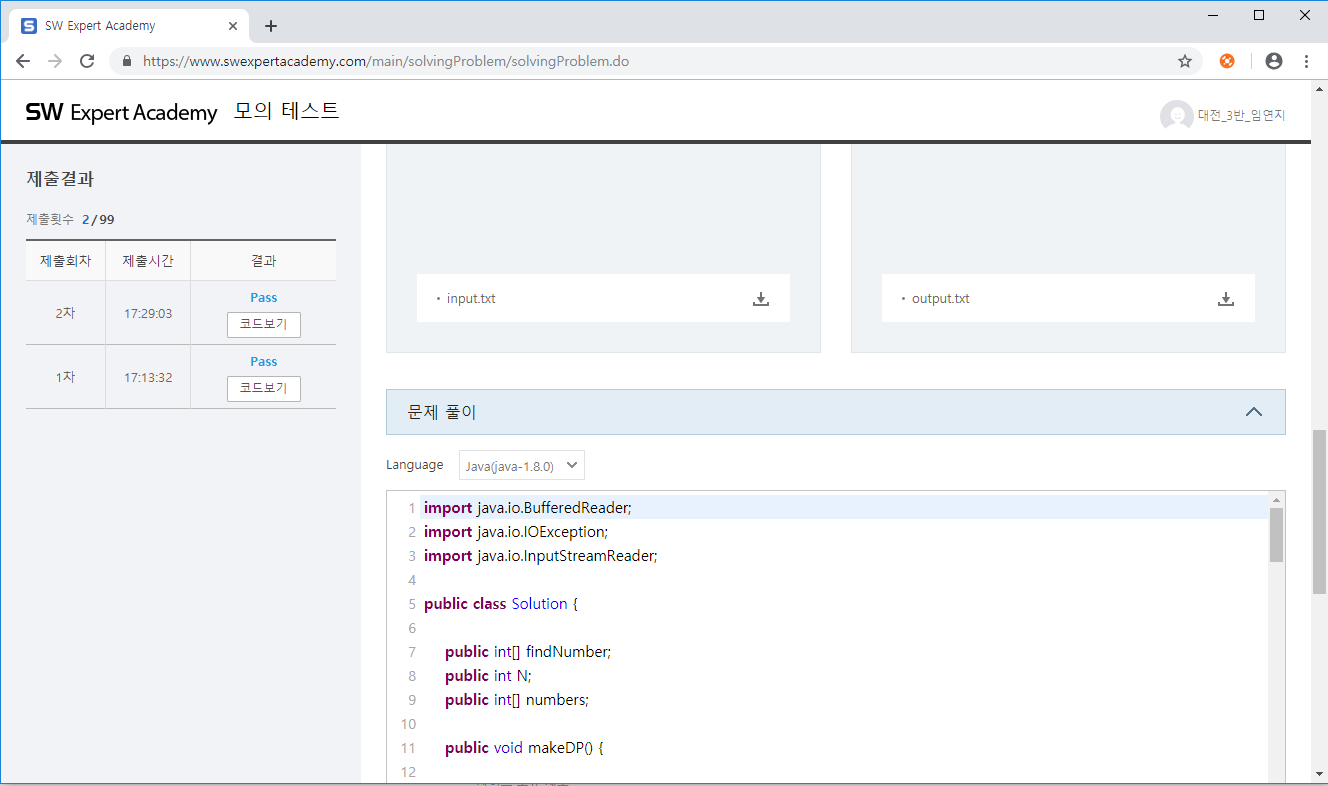 SW Expert Academy
https://www.swexpertacademy.com/main/solvingProblem/solvingProblem.do
SW Expert Academy 모의 테스트
대전_3반_임연지
제출결과
제출횟수 2 / 99
제출회차 제출시간 결과
2차 17:29:03 Pass
코드보기
1차 17:13:32 Pass
코드보기
• input.txt
• output.txt
문제 풀이
Language Java(java-1.8.0)
1 import java.io.BufferedReader;
2 import java.io.IOException;
3 import java.io.InputStreamReader;
4
5 public class Solution {
6
7 public int[] findNumber;
8 public int N;
9 public int[] numbers;
10
11 public void makeDP() {
12